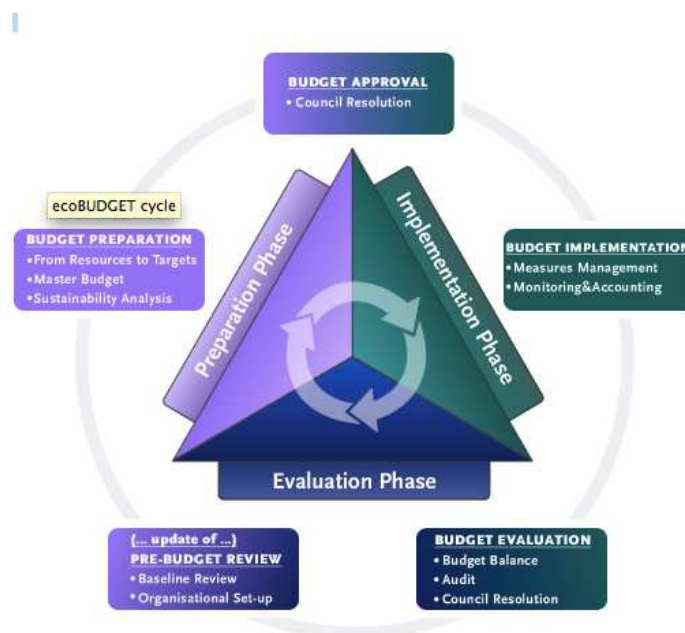 BUDGET APPROVAL
• Council Resolution
ecoBUDGET cycle
BUDGET PREPARATION
•From Resources to Targets
•Master Budget
•Sustainability Analysis
Preparation Phase
Implementation Phase
BUDGET IMPLEMENTATION
•Measures Management
•Monitoring&Accounting
Evaluation Phase
(... update of ...)
PRE-BUDGET REVIEW
• Baseline Review
• Organisational Set-up
BUDGET EVALUATION
• Budget Balance
• Audit
• Council Resolution